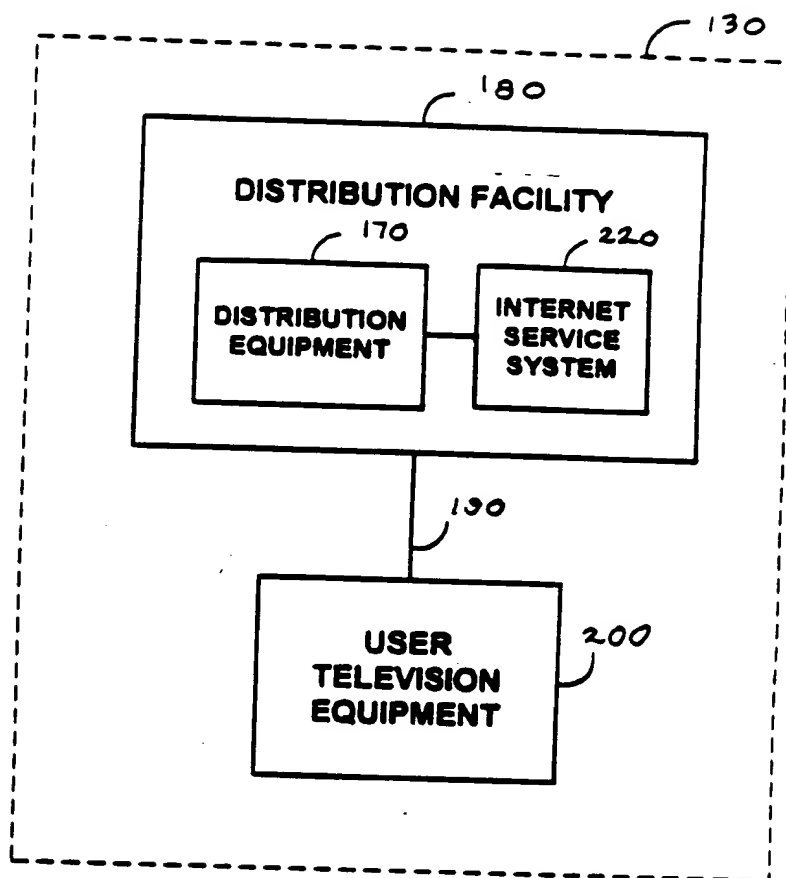 130
180
DISTRIBUTION FACILITY
170
220
DISTRIBUTION
EQUIPMENT
INTERNET
SERVICE
SYSTEM
190
USER
TELEVISION
EQUIPMENT
200